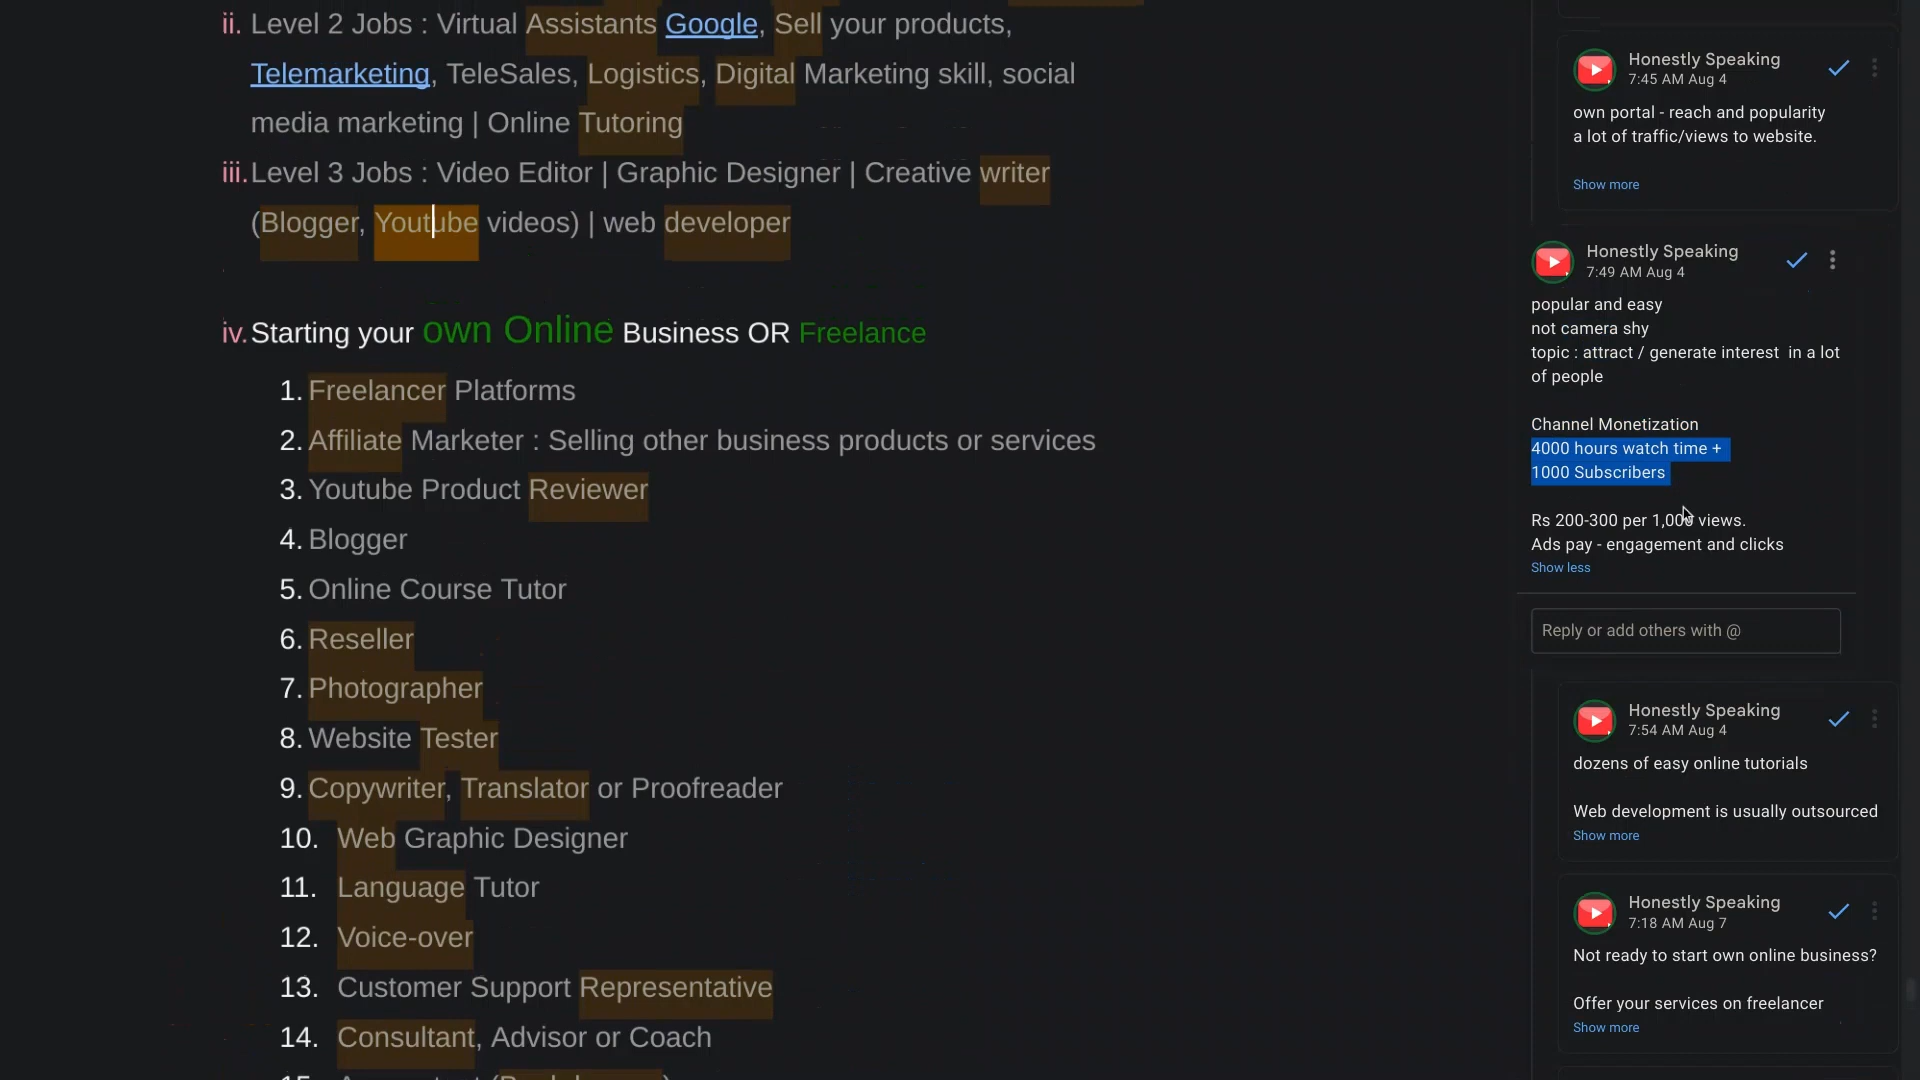 ii. Level 2 Jobs : Virtual Assistants Google, Sell your products,
Telemarketing, TeleSales, Logistics, Digital Marketing skill, social
media marketing | Online Tutoring
iii. Level 3 Jobs : Video Editor | Graphic Designer | Creative writer
(Blogger, Youtube videos) | web developer
iv. Starting your own Online Business OR Freelance
1. Freelancer Platforms
2. Affiliate Marketer : Selling other business products or services
3. Youtube Product Reviewer
4. Blogger
5. Online Course Tutor
6. Reseller
7. Photographer
8. Website Tester
9. Copywriter, Translator or Proofreader
10. Web Graphic Designer
11. Language Tutor
12. Voice-over
13. Customer Support Representative
14. Consultant, Advisor or Coach
Honestly Speaking
7:45 AM Aug 4
own portal - reach and popularity
a lot of traffic/views to website.
Show more
Honestly Speaking
7:49 AM Aug 4
popular and easy
not camera shy
topic : attract / generate interest in a lot
of people
Channel Monetization
4000 hours watch time +
1000 Subscribers
Rs 200-300 per 1,000 views.
Ads pay - engagement and clicks
Show less
Reply or add others with @
Honestly Speaking
7:54 AM Aug 4
dozens of easy online tutorials
Web development is usually outsourced
Show more
Honestly Speaking
7:18 AM Aug 7
Not ready to start own online business?
Offer your services on freelancer
Show more